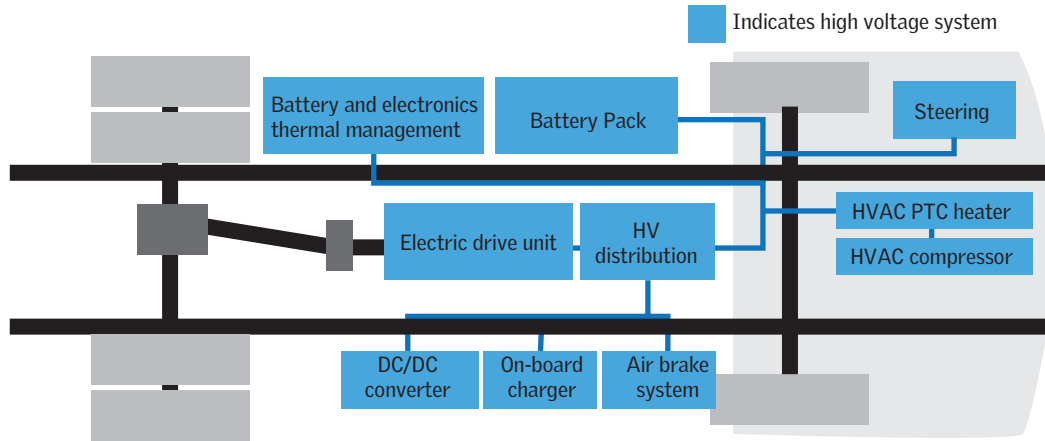 Indicates high voltage system
Battery and electronics
thermal management
Battery Pack
Steering
HVAC PTC heater
HVAC compressor
Electric drive unit
HV
distribution
DC/DC
converter
On-board
charger
Air brake
system